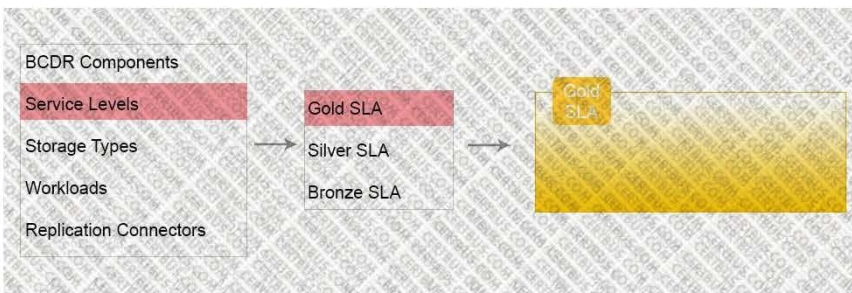 BCDR Components
Service Levels
Storage Types
Workloads
Replication Connectors
Gold SLA
Silver SLA
Bronze SLA
Gold
SLA